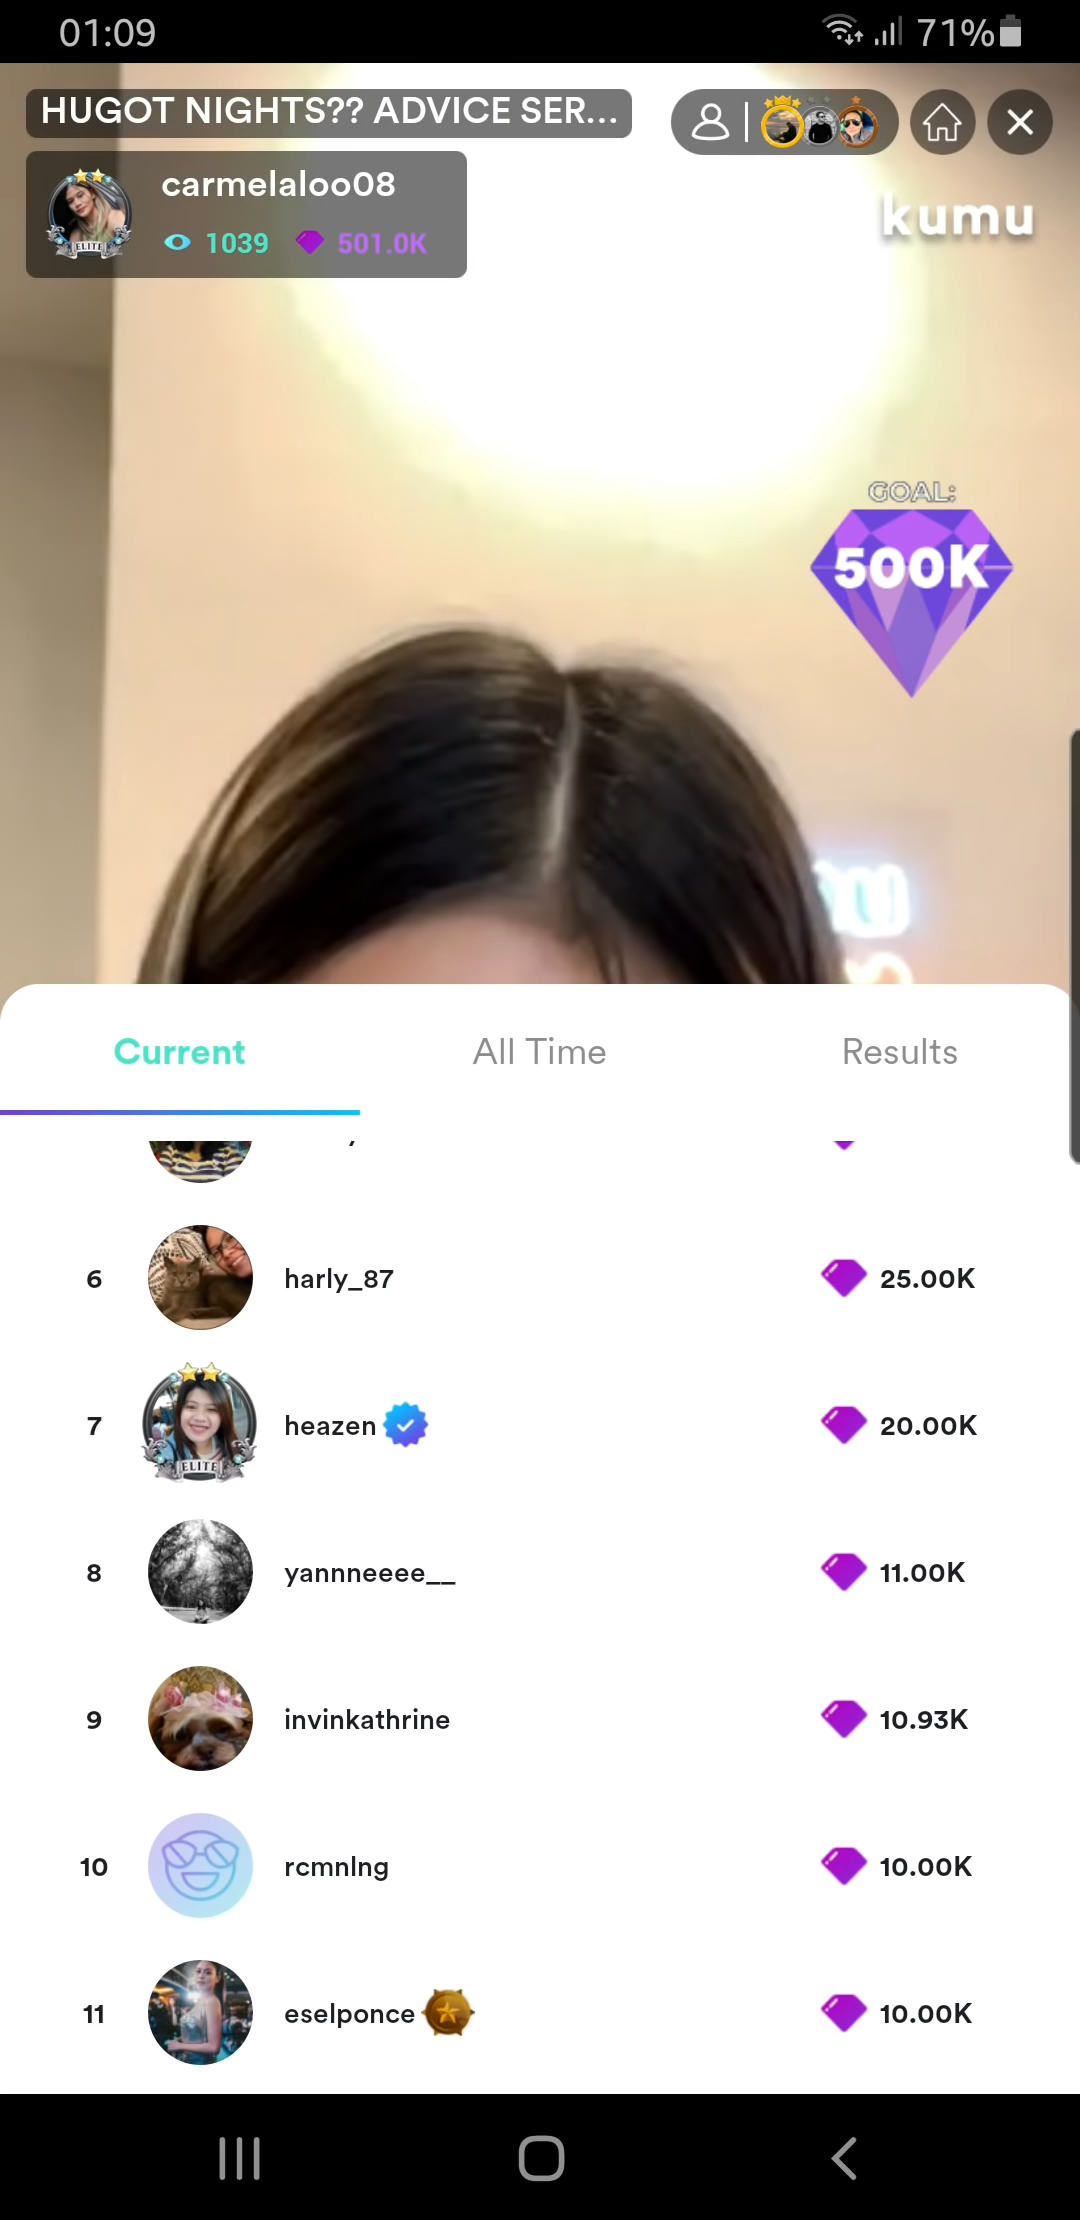 01:09
71%
HUGOT NIGHTS?? ADVICE SER...
carmelaloo08
ELITE
1039
501.0K
kumu
GOAL:
500K
Current
All Time
Results
6
harly_87
25.00K
7
ELITE
heazen
20.00K
8
yannneeee__
11.00K
9
invinkathrine
10.93K
10
rcmnlng
10.00K
11
eselponce
10.00K